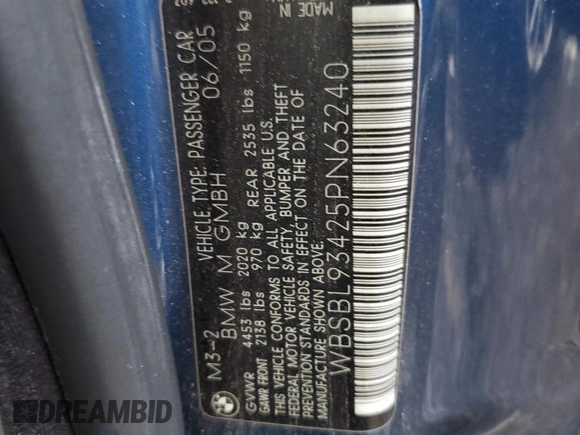 M3-2
VEHICLE TYPE: PASSENGER CAR
BMW M GMBH
06/05
GVWR 4453 lbs 2020 kg
GAWR FRONT 2138 lbs 970 kg REAR 2535 lbs 1150 kg
THIS VEHICLE CONFORMS TO ALL APPLICABLE U.S.
FEDERAL MOTOR VEHICLE SAFETY, BUMPER AND THEFT
PREVENTION STANDARDS IN EFFECT ON THE DATE OF
MANUFACTURE SHOWN ABOVE.
WBSBL93425PN63240
DREAMBID